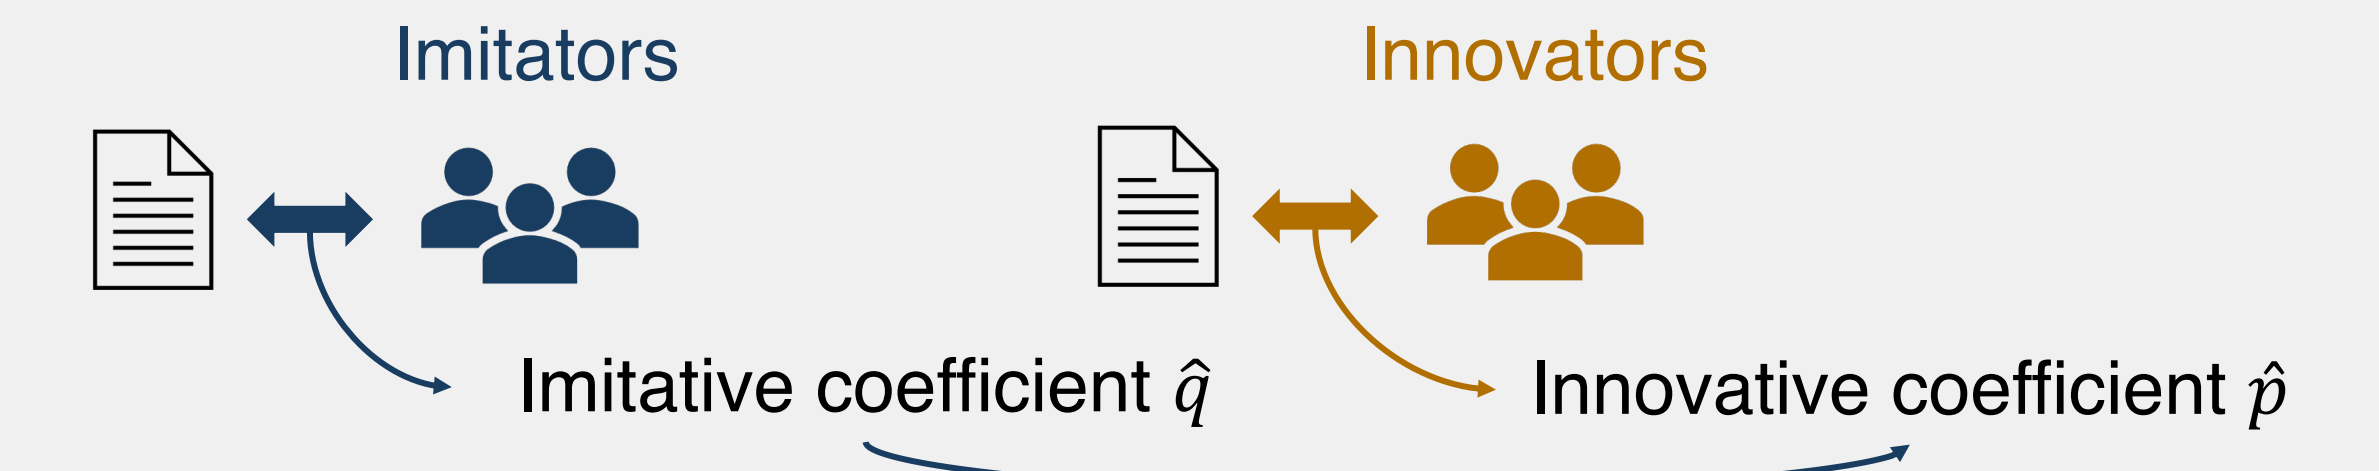 Imitators
Innovators
Imitative coefficient q̂
Innovative coefficient p̂